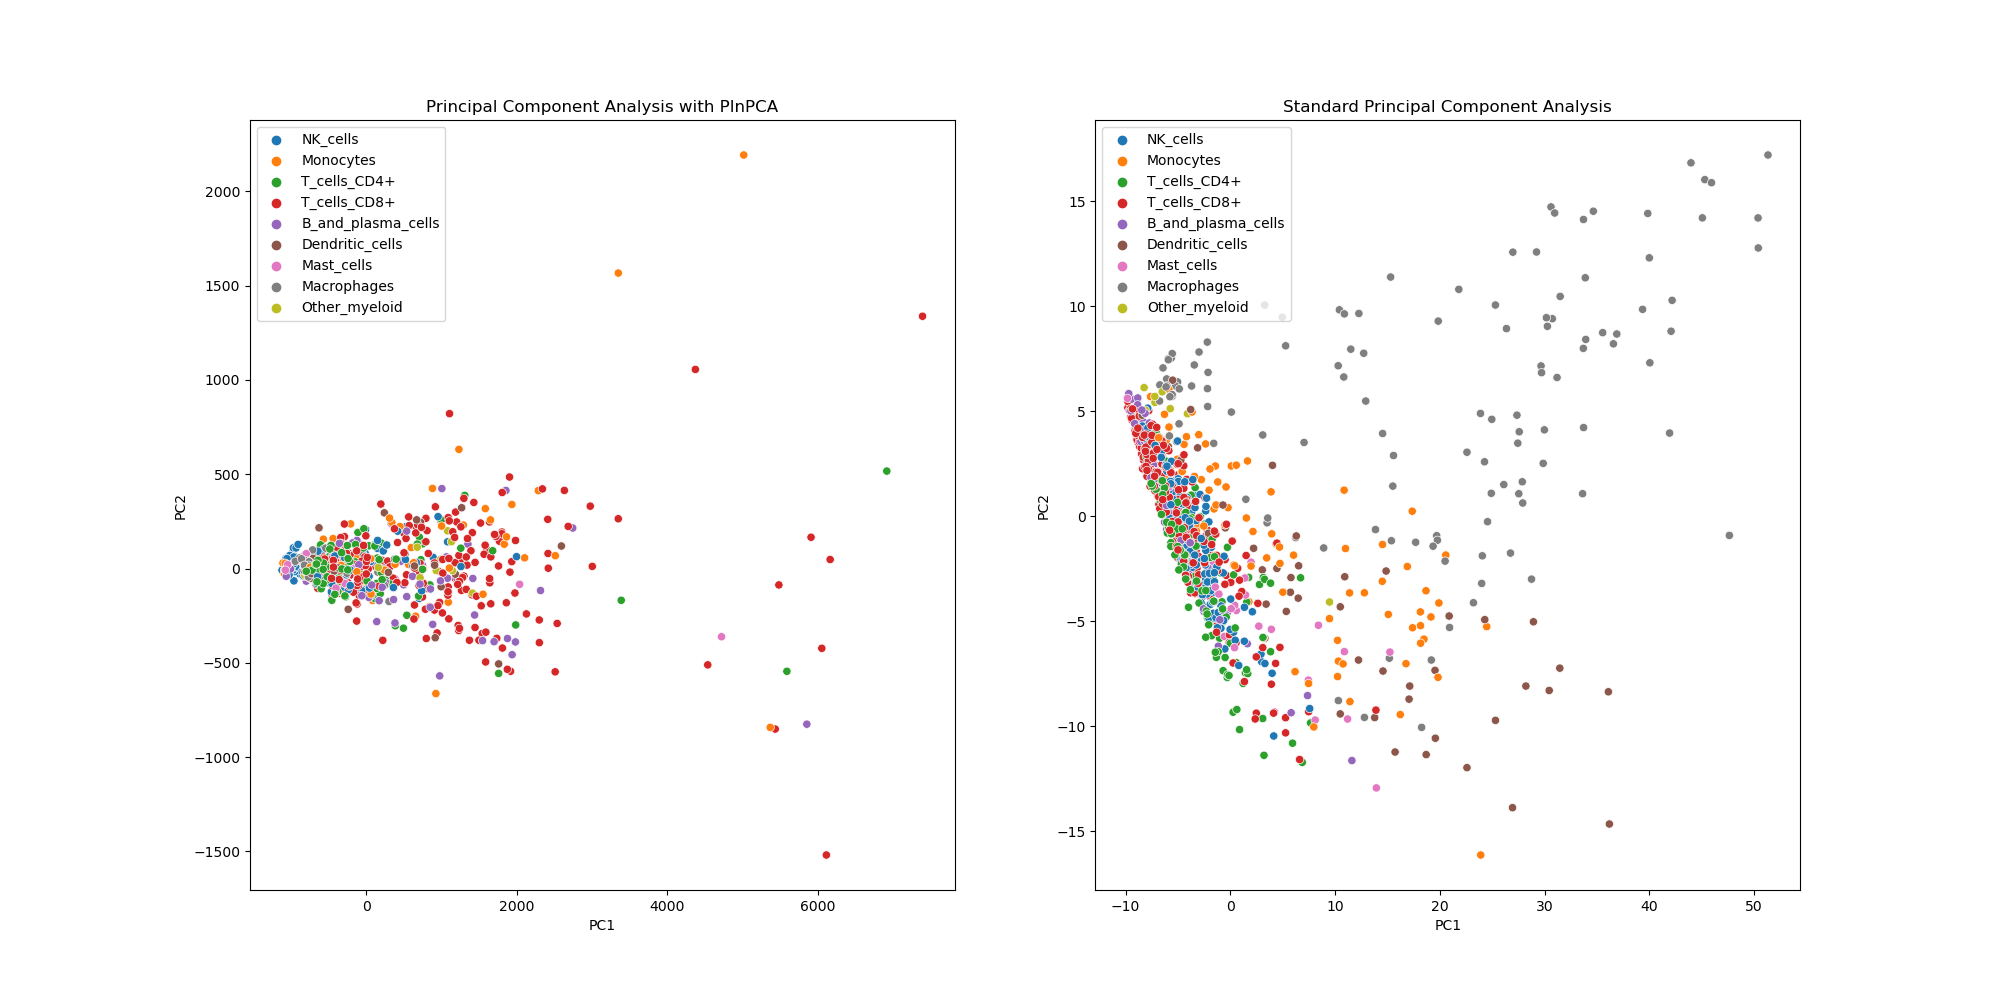 Principal Component Analysis with PlnPCA
NK_cells
Monocytes
T_cells_CD4+
T_cells_CD8+
B_and_plasma_cells
Dendritic_cells
Mast_cells
Macrophages
Other_myeloid
2000
1500
1000
500
0
−500
−1000
−1500
PC2
0
2000
4000
6000
PC1
Standard Principal Component Analysis
NK_cells
Monocytes
T_cells_CD4+
T_cells_CD8+
B_and_plasma_cells
Dendritic_cells
Mast_cells
Macrophages
Other_myeloid
15
10
5
0
−5
−10
−15
PC2
−10
0
10
20
30
40
50
PC1